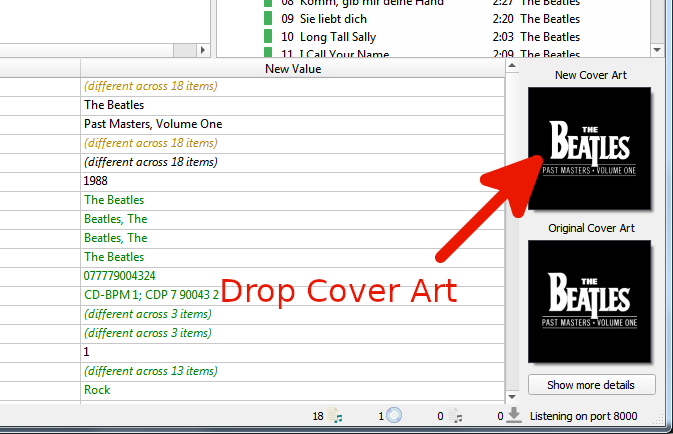 08 Komm, gib mir deine Hand 2:27 The Beatles
09 Sie liebt dich 2:20 The Beatles
10 Long Tall Sally 2:03 The Beatles
11 I Call Your Name 2:09 The Beatles
New Value
(different across 18 items)
The Beatles
Past Masters, Volume One
(different across 18 items)
(different across 18 items)
1988
The Beatles
Beatles, The
Beatles, The
The Beatles
077779004324
CD-BPM 1; CDP 7 90043 2
(different across 3 items)
(different across 3 items)
1
(different across 13 items)
Rock
Drop Cover Art
New Cover Art
THE
BEATLES
PAST MASTERS • VOLUME ONE
Original Cover Art
THE
BEATLES
PAST MASTERS • VOLUME ONE
Show more details
18 1 0 0 Listening on port 8000